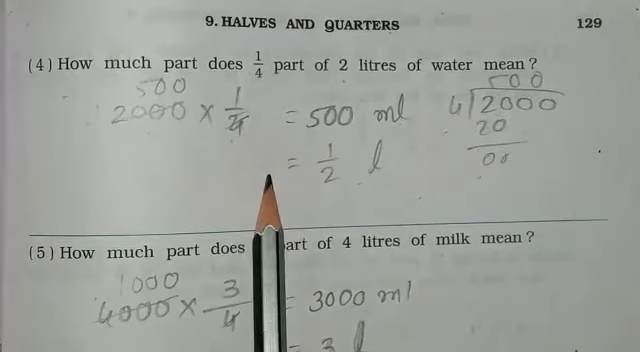 9. HALVES AND QUARTERS 129
(4) How much part does 1/4 part of 2 litres of water mean?
500 500
2000 × 1/4 = 500 ml 4)2000
20
= 1/2 l 00
(5) How much part does part of 4 litres of milk mean?
1000
4000 × 3/4 = 3000 ml
= 3 l